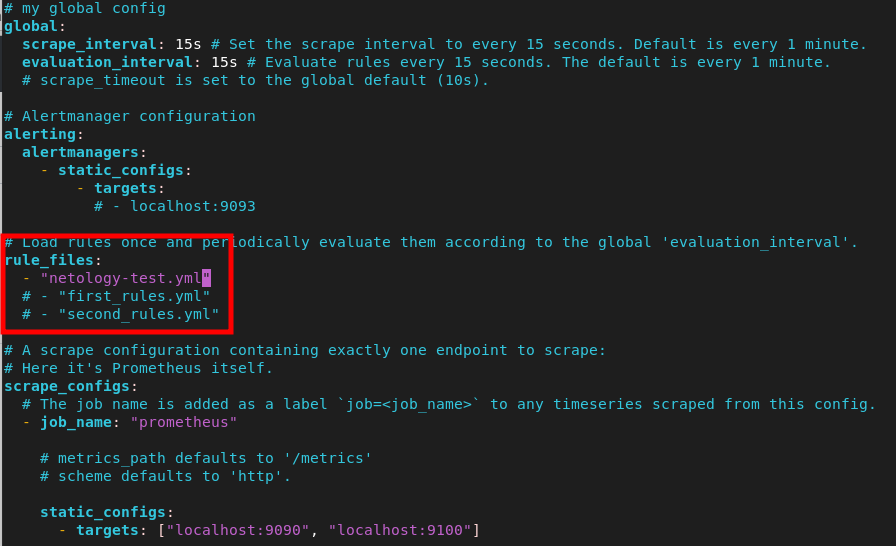 # my global config
global:
  scrape_interval: 15s # Set the scrape interval to every 15 seconds. Default is every 1 minute.
  evaluation_interval: 15s # Evaluate rules every 15 seconds. The default is every 1 minute.
  # scrape_timeout is set to the global default (10s).

# Alertmanager configuration
alerting:
  alertmanagers:
    - static_configs:
        - targets:
          # - localhost:9093

# Load rules once and periodically evaluate them according to the global 'evaluation_interval'.
rule_files:
  - "netology-test.yml"
  # - "first_rules.yml"
  # - "second_rules.yml"

# A scrape configuration containing exactly one endpoint to scrape:
# Here it's Prometheus itself.
scrape_configs:
  # The job name is added as a label `job=<job_name>` to any timeseries scraped from this config.
  - job_name: "prometheus"

    # metrics_path defaults to '/metrics'
    # scheme defaults to 'http'.

    static_configs:
      - targets: ["localhost:9090", "localhost:9100"]